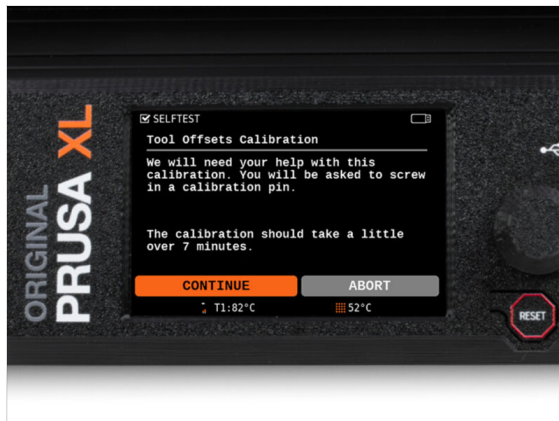 ORIGINAL
PRUSA XL
SELFTEST
Tool Offsets Calibration
We will need your help with this
calibration. You will be asked to screw
in a calibration pin.
The calibration should take a little
over 7 minutes.
CONTINUE
ABORT
T1:82°C
52°C
RESET